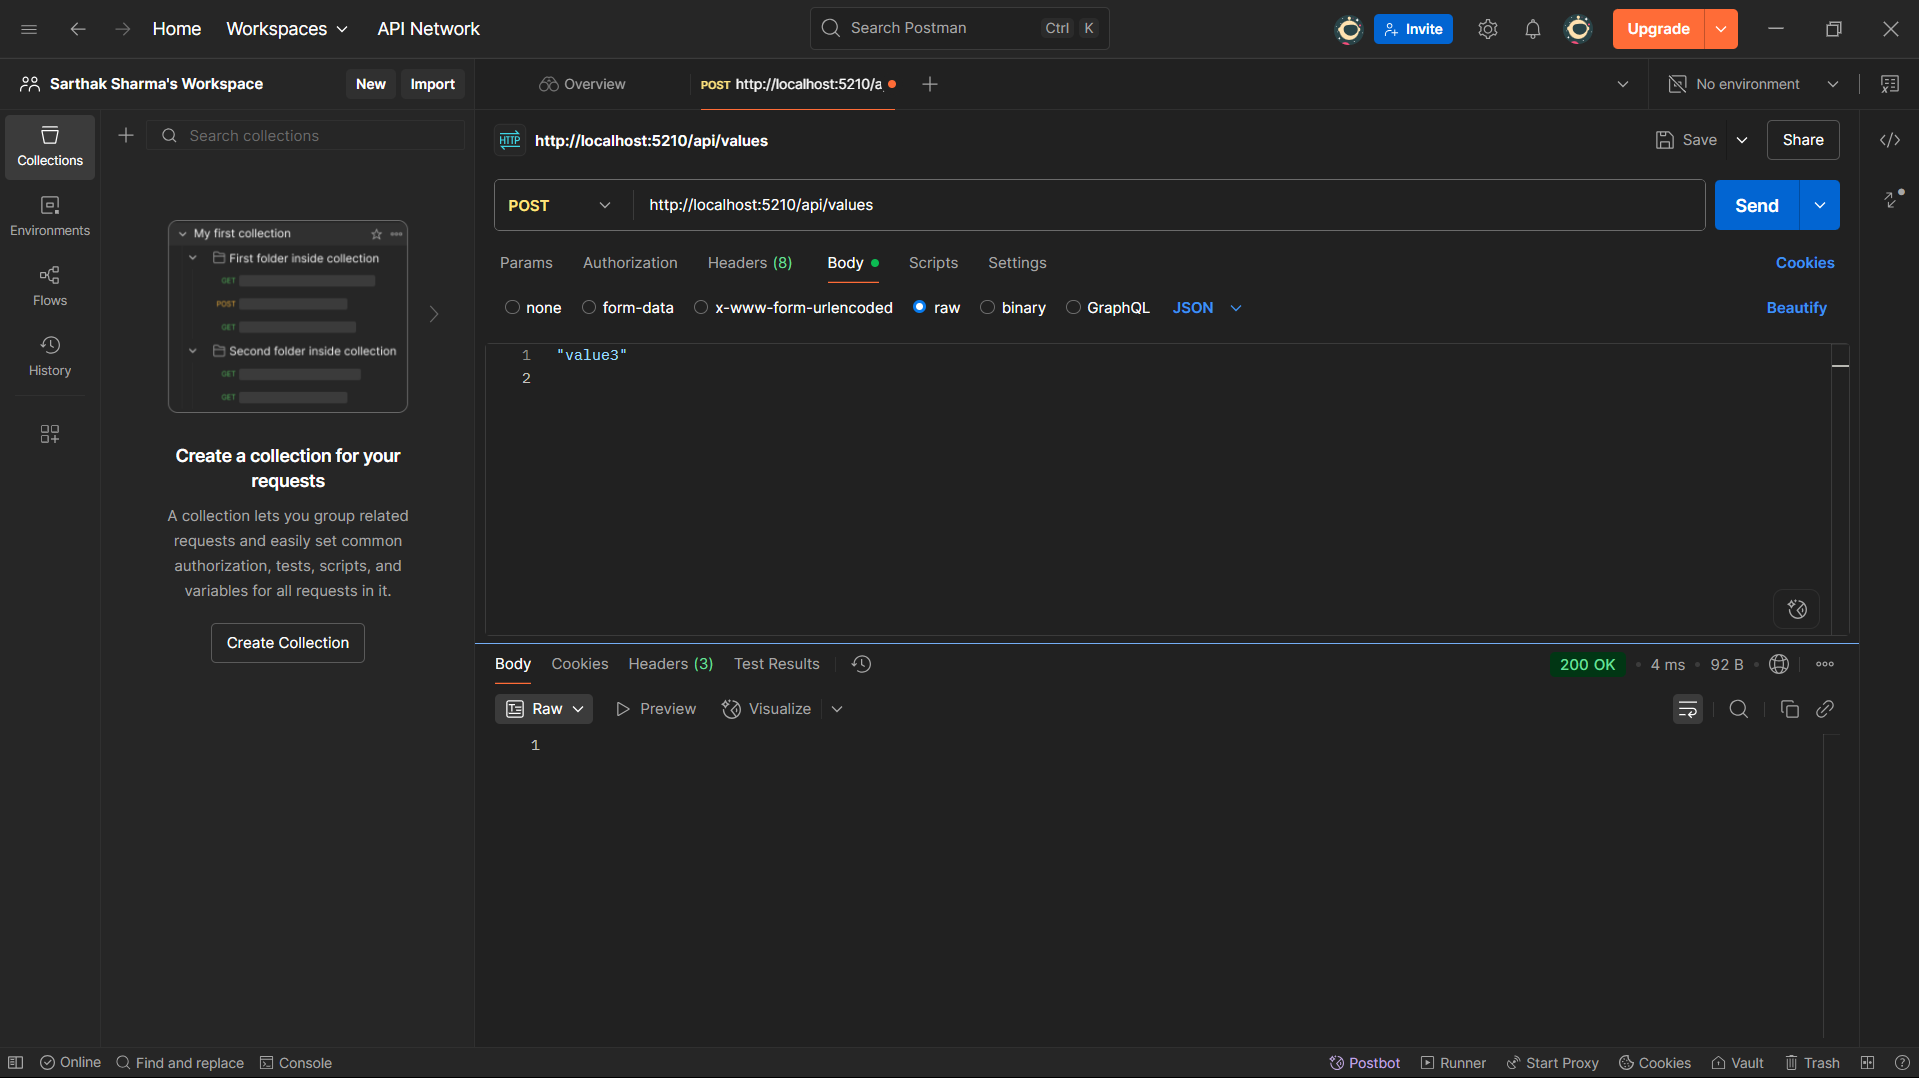 Home Workspaces API Network Search Postman Ctrl K Invite Upgrade
Sarthak Sharma's Workspace New Import Overview POST http://localhost:5210/a No environment
Collections
Environments
Flows
History
Search collections
My first collection
First folder inside collection
GET
POST
GET
Second folder inside collection
GET
GET
Create a collection for your
requests
A collection lets you group related
requests and easily set common
authorization, tests, scripts, and
variables for all requests in it.
Create Collection
HTTP http://localhost:5210/api/values Save Share
POST http://localhost:5210/api/values Send
Params Authorization Headers (8) Body Scripts Settings Cookies
none form-data x-www-form-urlencoded raw binary GraphQL JSON Beautify
1 "value3"
2
Body Cookies Headers (3) Test Results 200 OK 4 ms 92 B
Raw Preview Visualize
1
Online Find and replace Console Postbot Runner Start Proxy Cookies Vault Trash